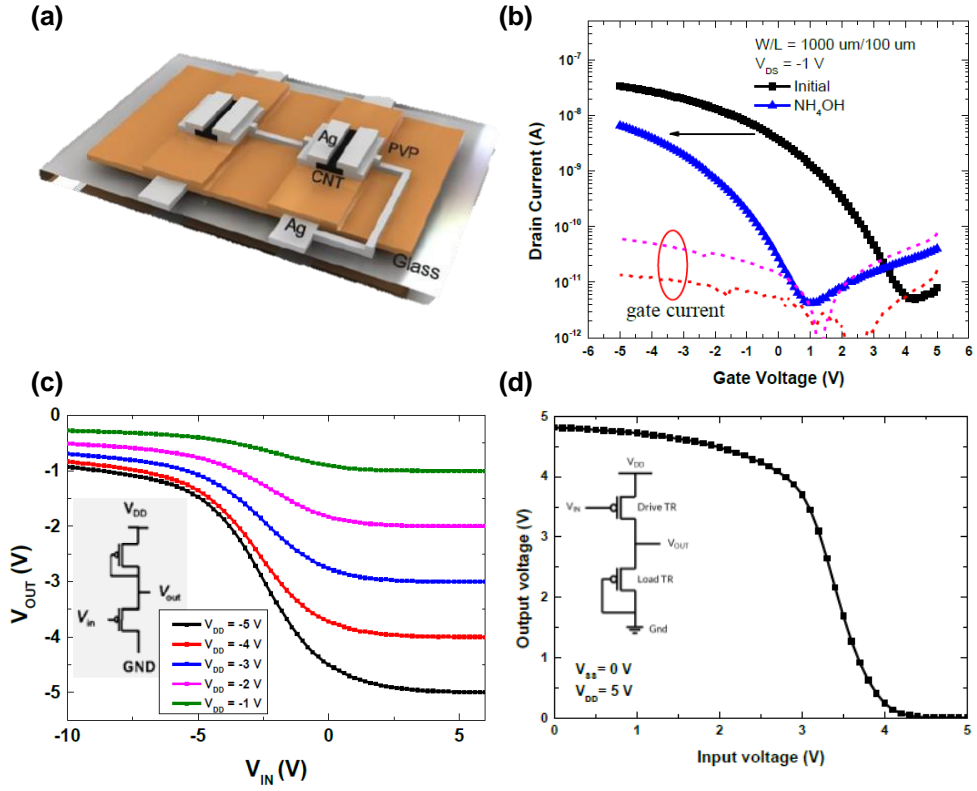 (a)
Ag
PVP
CNT
Ag
Glass
(b)
W/L = 1000 um/100 um
V_DS = -1 V
Initial
NH₄OH
gate current
Drain Current (A)
10⁻⁷
10⁻⁸
10⁻⁹
10⁻¹⁰
10⁻¹¹
10⁻¹²
-6 -5 -4 -3 -2 -1 0 1 2 3 4 5 6
Gate Voltage (V)
(c)
V_OUT (V)
0
-1
-2
-3
-4
-5
V_DD
V_out
V_in
GND
V_DD = -5 V
V_DD = -4 V
V_DD = -3 V
V_DD = -2 V
V_DD = -1 V
-10 -5 0 5
V_IN (V)
(d)
Output voltage (V)
5
4
3
2
1
0
V_DD
V_IN
Drive TR
V_OUT
Load TR
Gnd
V_SS = 0 V
V_DD = 5 V
0 1 2 3 4 5
Input voltage (V)